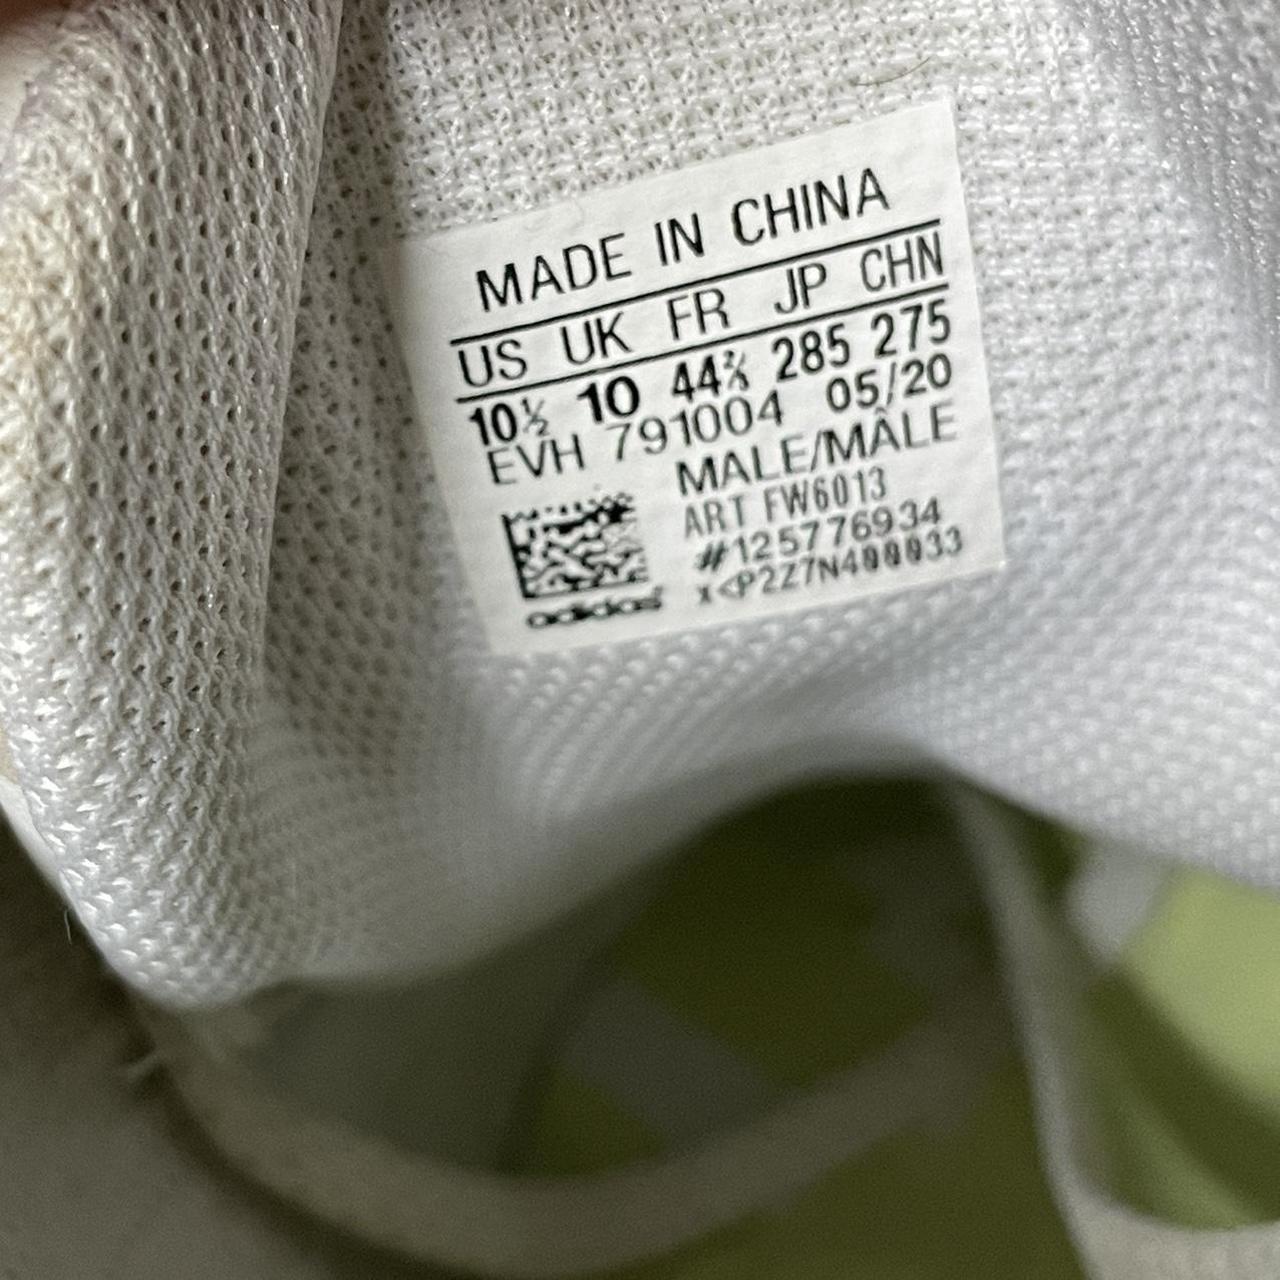 MADE IN CHINA
US UK FR JP CHN
10½ 10 44⅔ 285 275
EVH 791004 05/20
MALE/MÂLE
ART FW6013
#125776934
x<P2Z7N400033
adidas